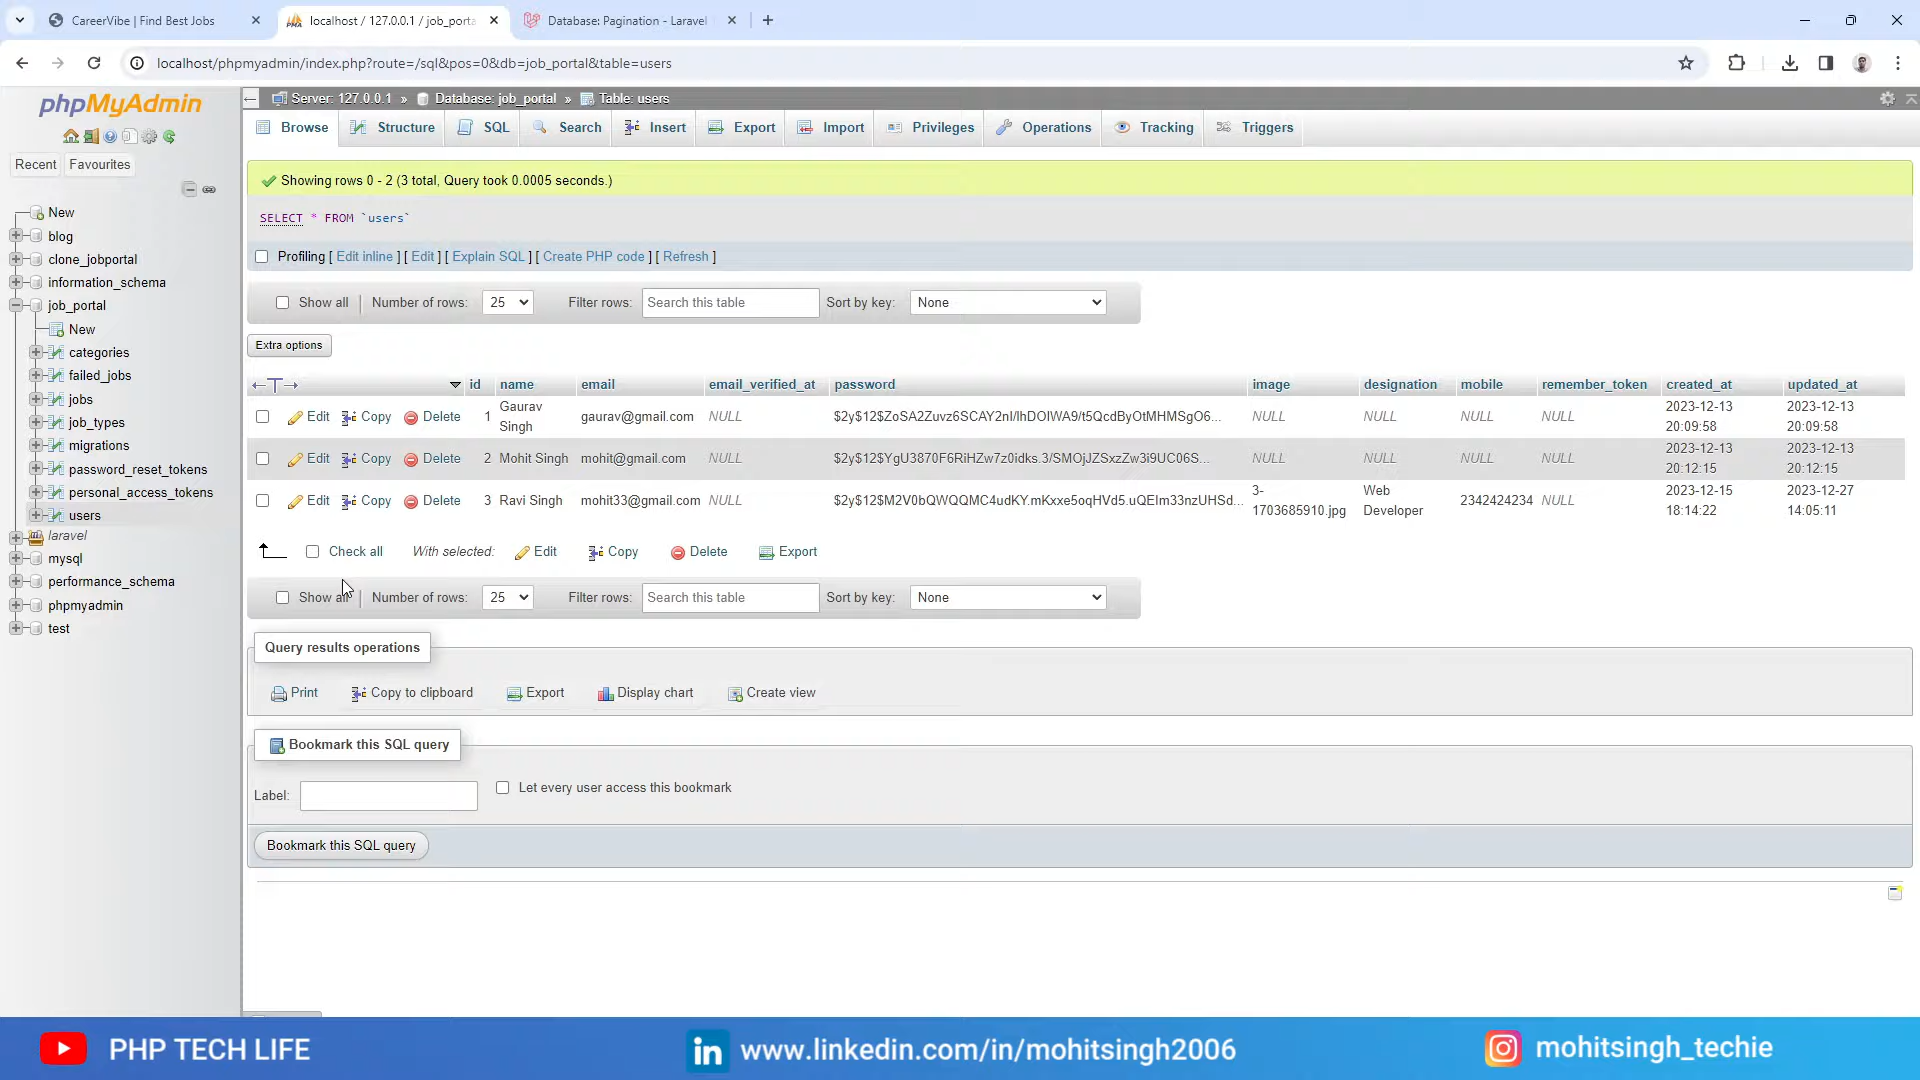 CareerVibe | Find Best Jobs
localhost / 127.0.0.1 / job_porta
Database: Pagination - Laravel
localhost/phpmyadmin/index.php?route=/sql&pos=0&db=job_portal&table=users
phpMyAdmin
Recent Favourites
New
blog
clone_jobportal
information_schema
job_portal
New
categories
failed_jobs
jobs
job_types
migrations
password_reset_tokens
personal_access_tokens
users
laravel
mysql
performance_schema
phpmyadmin
test
Server: 127.0.0.1 » Database: job_portal » Table: users
Browse Structure SQL Search Insert Export Import Privileges Operations Tracking Triggers
Showing rows 0 - 2 (3 total, Query took 0.0005 seconds.)
SELECT * FROM `users`
Profiling [ Edit inline ] [ Edit ] [ Explain SQL ] [ Create PHP code ] [ Refresh ]
Show all Number of rows: 25 Filter rows: Search this table Sort by key: None
Extra options
←T→ id name email email_verified_at password image designation mobile remember_token created_at updated_at
Edit Copy Delete 1 Gaurav Singh gaurav@gmail.com NULL $2y$12$ZoSA2Zuvz6SCAY2nI/lhDOIWA9/t5QcdByOtMHMSgO6... NULL NULL NULL NULL 2023-12-13 20:09:58 2023-12-13 20:09:58
Edit Copy Delete 2 Mohit Singh mohit@gmail.com NULL $2y$12$YgU3870F6RiHZw7z0idks.3/SMOjJZSxzZw3i9UC06S... NULL NULL NULL NULL 2023-12-13 20:12:15 2023-12-13 20:12:15
Edit Copy Delete 3 Ravi Singh mohit33@gmail.com NULL $2y$12$M2V0bQWQQMC4udKY.mKxxe5oqHVd5.uQEIm33nzUHSd... 3-1703685910.jpg Web Developer 2342424234 NULL 2023-12-15 18:14:22 2023-12-27 14:05:11
Check all With selected: Edit Copy Delete Export
Show all Number of rows: 25 Filter rows: Search this table Sort by key: None
Query results operations
Print Copy to clipboard Export Display chart Create view
Bookmark this SQL query
Label: Let every user access this bookmark
Bookmark this SQL query
PHP TECH LIFE
in www.linkedin.com/in/mohitsingh2006
mohitsingh_techie